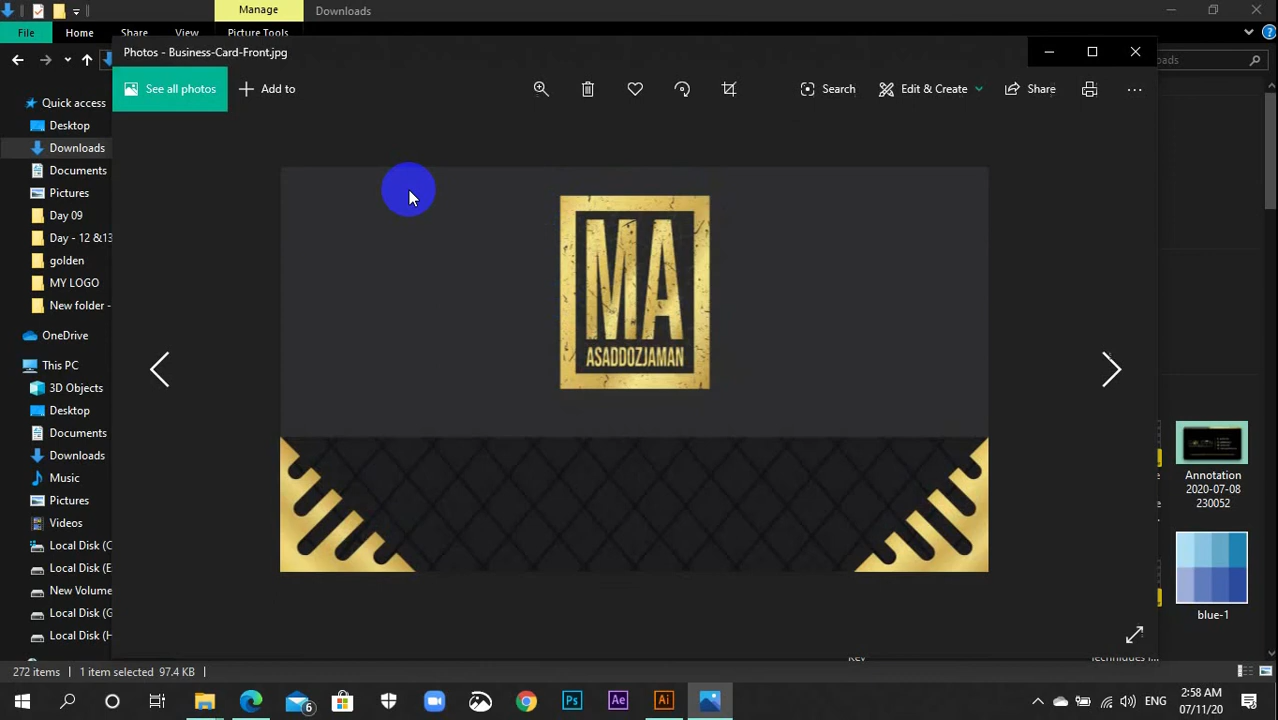 Manage
Downloads
File
Home
Share
View
Picture Tools
Photos - Business-Card-Front.jpg
See all photos
Add to
Search
Edit & Create
Share
Quick access
Desktop
Downloads
Documents
Pictures
Day 09
Day - 12 &13
golden
MY LOGO
New folder -
OneDrive
This PC
3D Objects
Desktop
Documents
Downloads
Music
Pictures
Videos
Local Disk (C
Local Disk (E
New Volume
Local Disk (G
Local Disk (H
MA
ASADDOZJAMAN
Annotation
2020-07-08
230052
blue-1
272 items
1 item selected 97.4 KB
6
Ps
Ae
Ai
ENG
2:58 AM
07/11/20